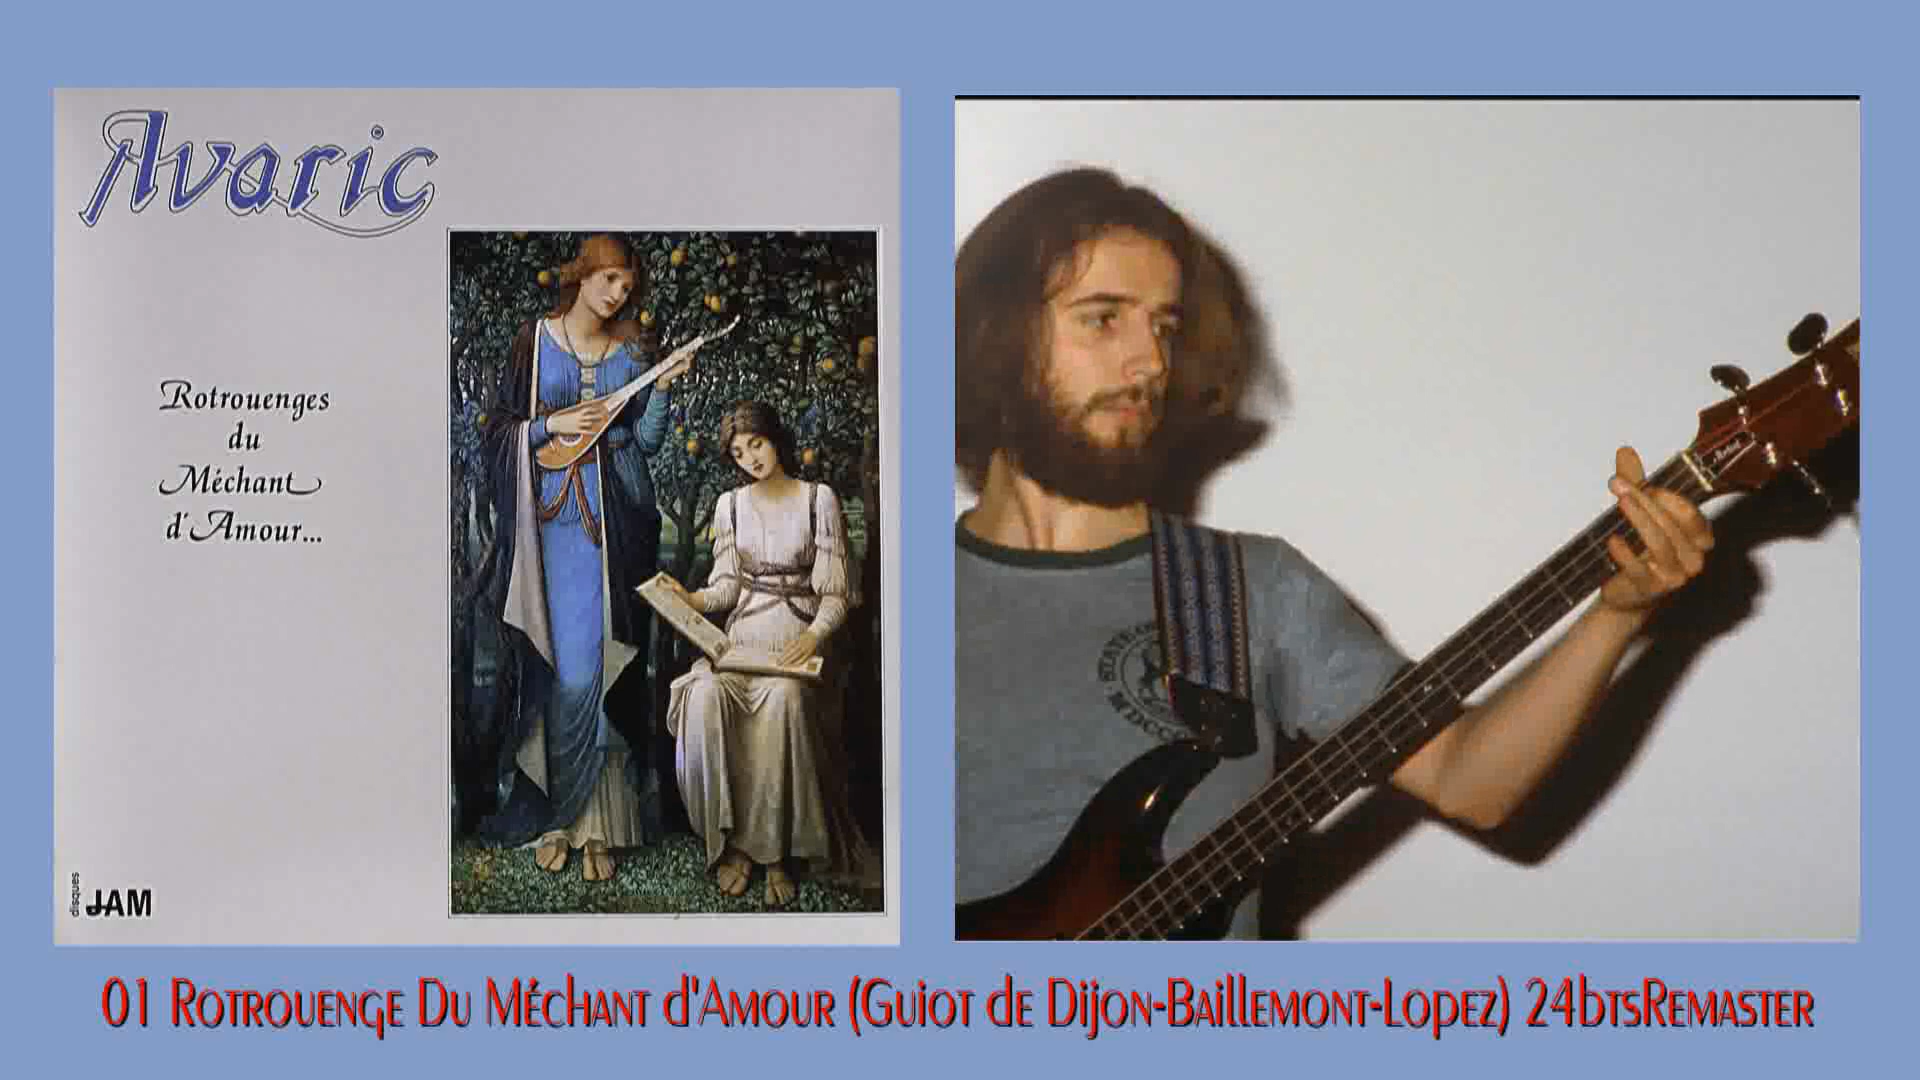 Avaric
Rotrouenges
du
Méchant
d'Amour...
disques
JAM
01 Rotrouenge Du Méchant d'Amour (Guiot de Dijon-Baillemont-Lopez) 24btsRemaster